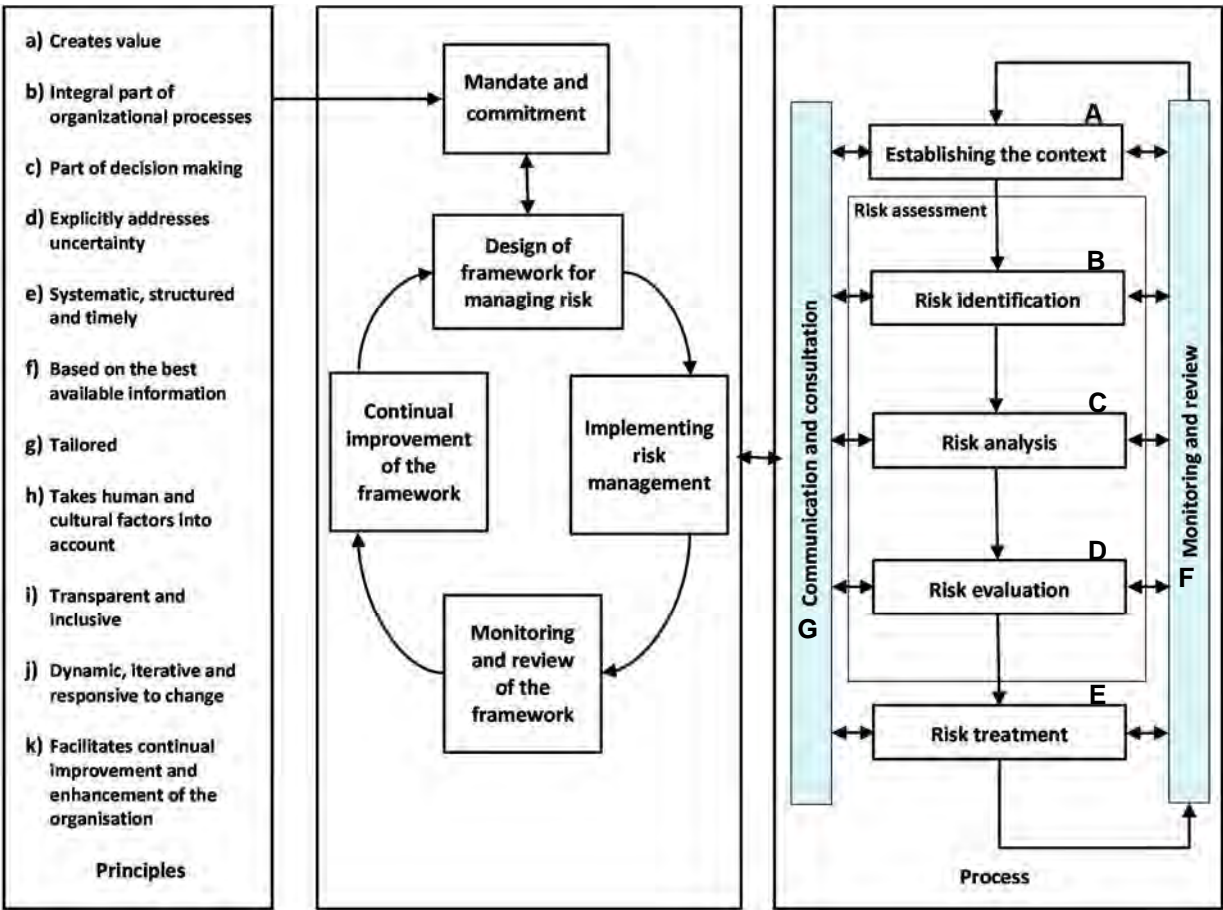 a) Creates value
b) Integral part of
organizational processes
c) Part of decision making
d) Explicitly addresses
uncertainty
e) Systematic, structured
and timely
f) Based on the best
available information
g) Tailored
h) Takes human and
cultural factors into
account
i) Transparent and
inclusive
j) Dynamic, iterative and
responsive to change
k) Facilitates continual
improvement and
enhancement of the
organisation
Principles
Mandate and
commitment
Design of
framework for
managing risk
Continual
improvement
of the
framework
Implementing
risk
management
Monitoring
and review
of the
framework
Communication and consultation
G
A
Establishing the context
Risk assessment
B
Risk identification
C
Risk analysis
D
Risk evaluation
E
Risk treatment
Monitoring and review
F
Process